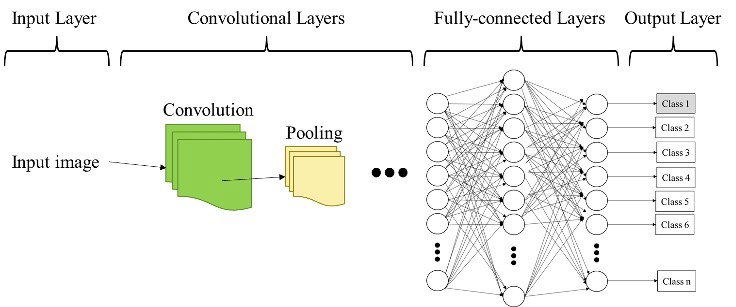 Input Layer
Convolutional Layers
Fully-connected Layers
Output Layer
Convolution
Pooling
Input image
Class 1
Class 2
Class 3
Class 4
Class 5
Class 6
Class n